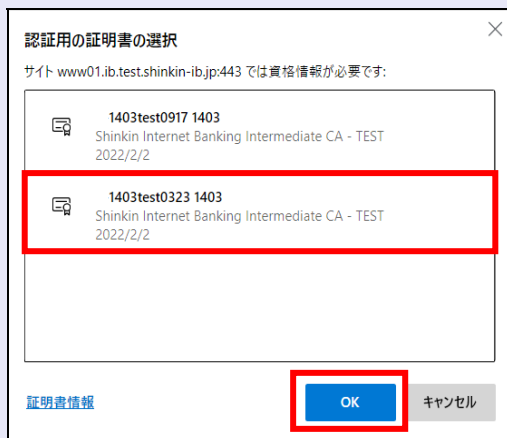 認証用の証明書の選択
サイト www01.ib.test.shinkin-ib.jp:443 では資格情報が必要です:
1403test0917 1403
Shinkin Internet Banking Intermediate CA - TEST
2022/2/2
1403test0323 1403
Shinkin Internet Banking Intermediate CA - TEST
2022/2/2
証明書情報
OK
キャンセル